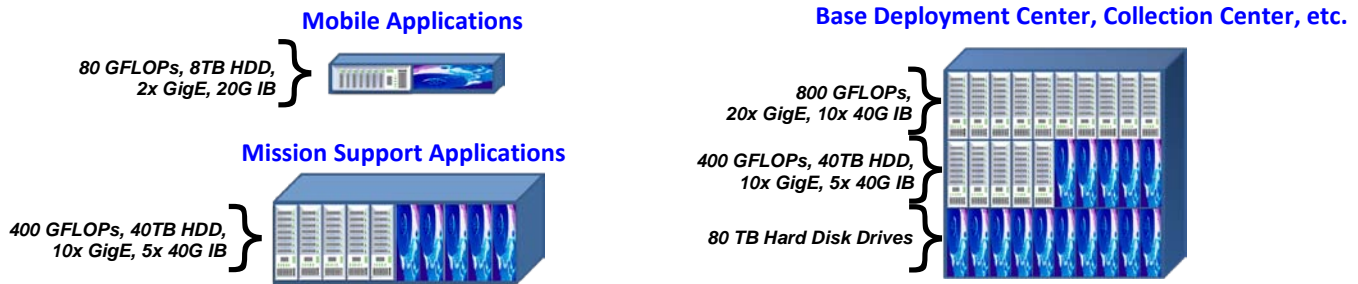 Mobile Applications
80 GFLOPs, 8TB HDD,
2x GigE, 20G IB
Mission Support Applications
400 GFLOPs, 40TB HDD,
10x GigE, 5x 40G IB
Base Deployment Center, Collection Center, etc.
800 GFLOPs,
20x GigE, 10x 40G IB
400 GFLOPs, 40TB HDD,
10x GigE, 5x 40G IB
80 TB Hard Disk Drives